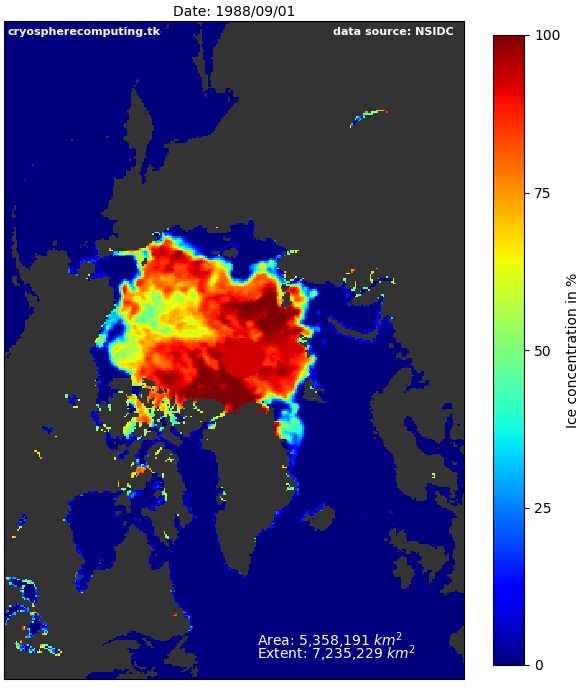 Date: 1988/09/01
cryospherecomputing.tk
data source: NSIDC
100
75
50
25
0
Ice concentration in %
Area: 5,358,191 km²
Extent: 7,235,229 km²